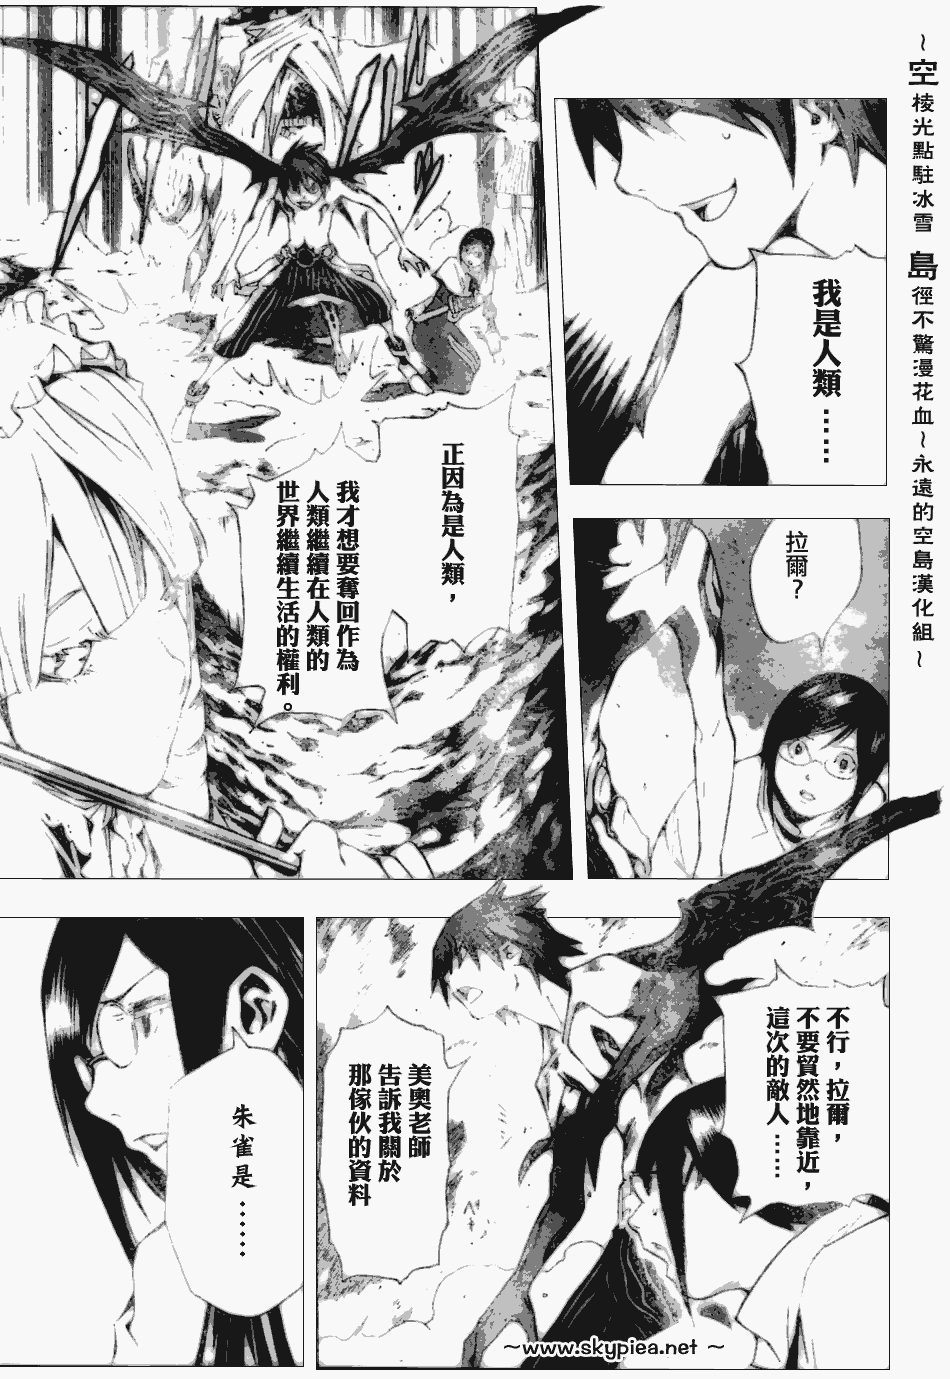 ~空棱光點駐冰雪 島徑不驚漫花血~永遠的空島漢化組~
我是人類……
拉爾?
正因為是人類，
我才想要奪回作為
人類繼續在人類的
世界繼續生活的權利。
不行，拉爾，
不要貿然地靠近，
這次的敵人……
美奧老師
告訴我關於
那傢伙的資料
朱雀是……
~www.skypiea.net ~